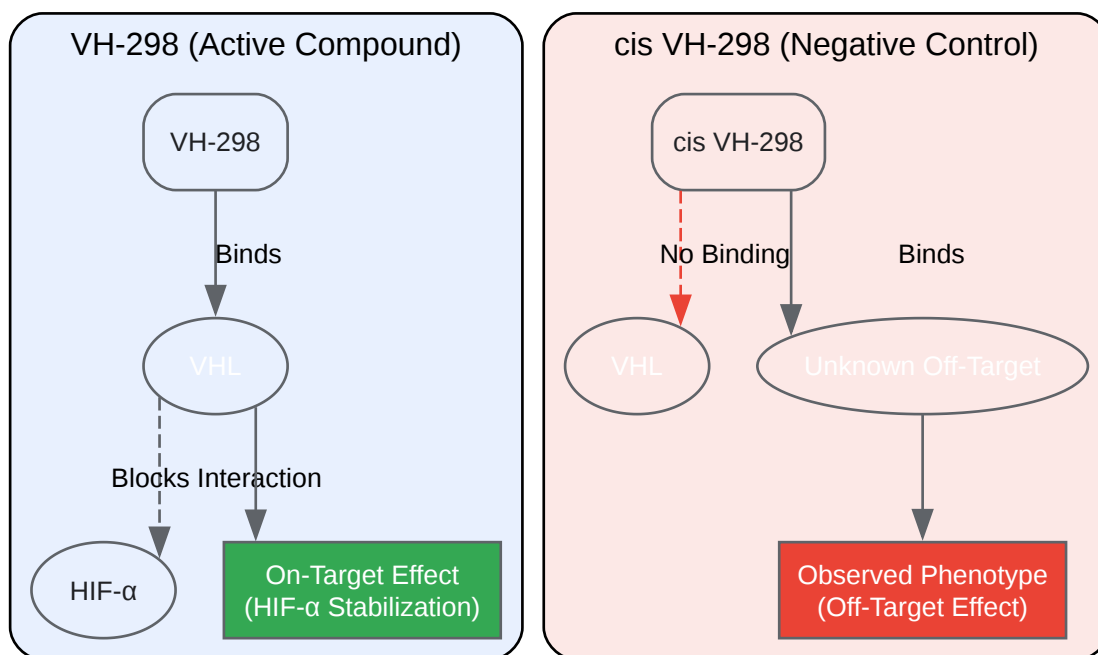 VH-298 (Active Compound)
VH-298
Binds
VHL
Blocks Interaction
HIF-α
On-Target Effect
(HIF-α Stabilization)
cis VH-298 (Negative Control)
cis VH-298
No Binding
Binds
VHL
Unknown Off-Target
Observed Phenotype
(Off-Target Effect)